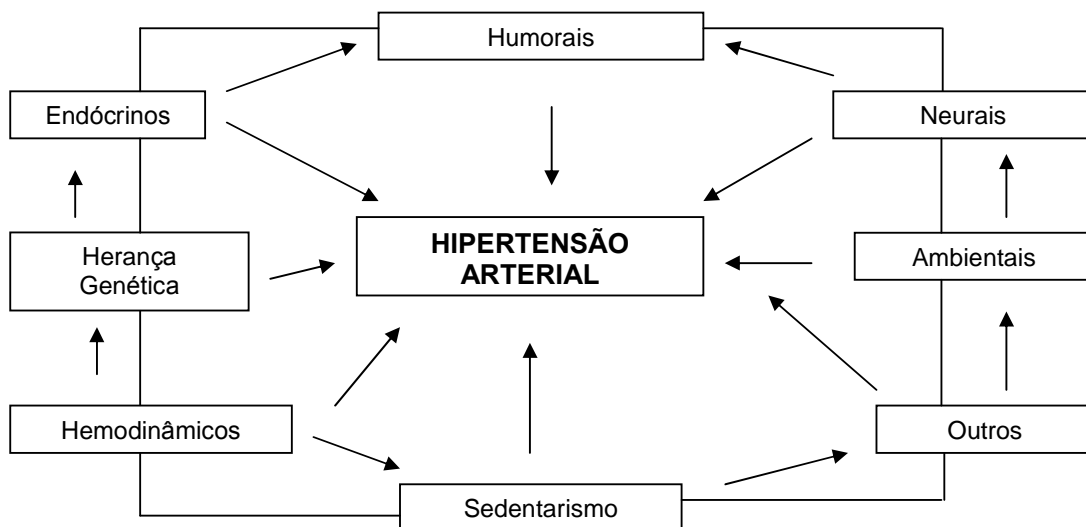 Humorais
Endócrinos
Neurais
HIPERTENSÃO
ARTERIAL
Herança
Genética
Ambientais
Hemodinâmicos
Outros
Sedentarismo